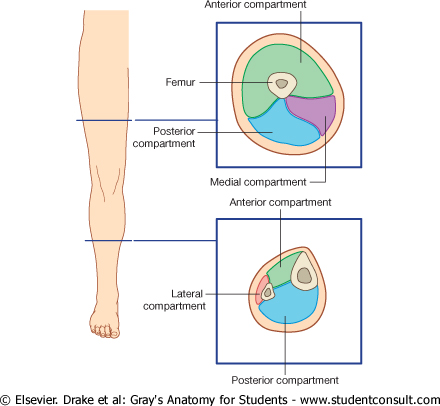 Anterior compartment
Femur
Posterior
compartment
Medial compartment
Anterior compartment
Lateral
compartment
Posterior compartment
© Elsevier. Drake et al: Gray's Anatomy for Students - www.studentconsult.com